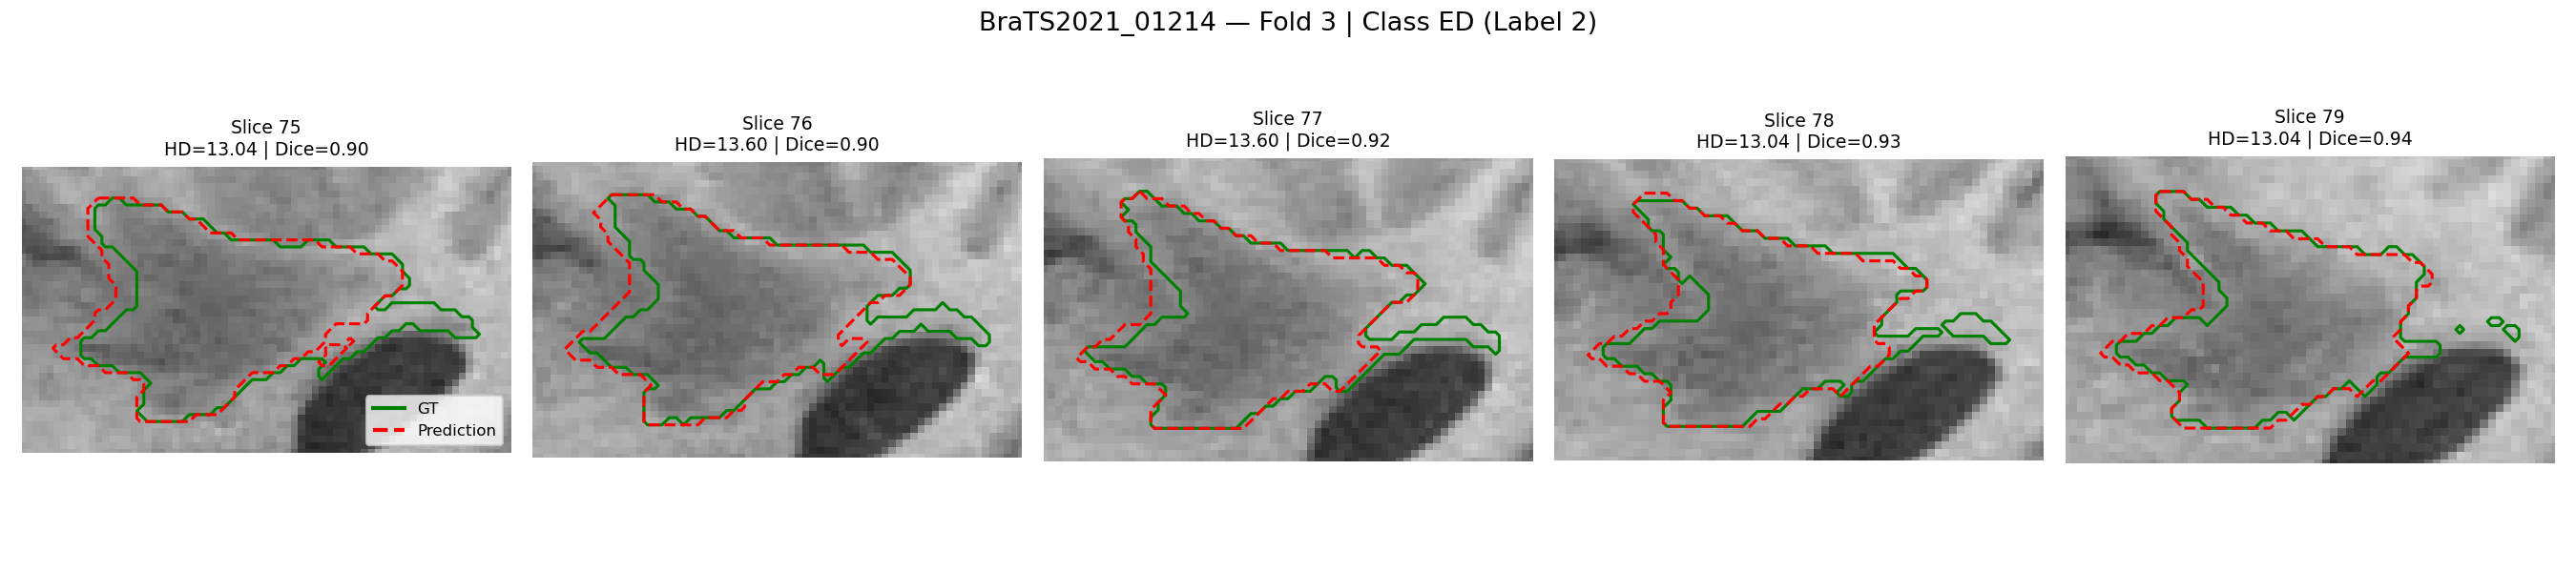 BraTS2021_01214 — Fold 3 | Class ED (Label 2)
Slice 75
HD=13.04 | Dice=0.90
Slice 76
HD=13.60 | Dice=0.90
Slice 77
HD=13.60 | Dice=0.92
Slice 78
HD=13.04 | Dice=0.93
Slice 79
HD=13.04 | Dice=0.94
GT
Prediction